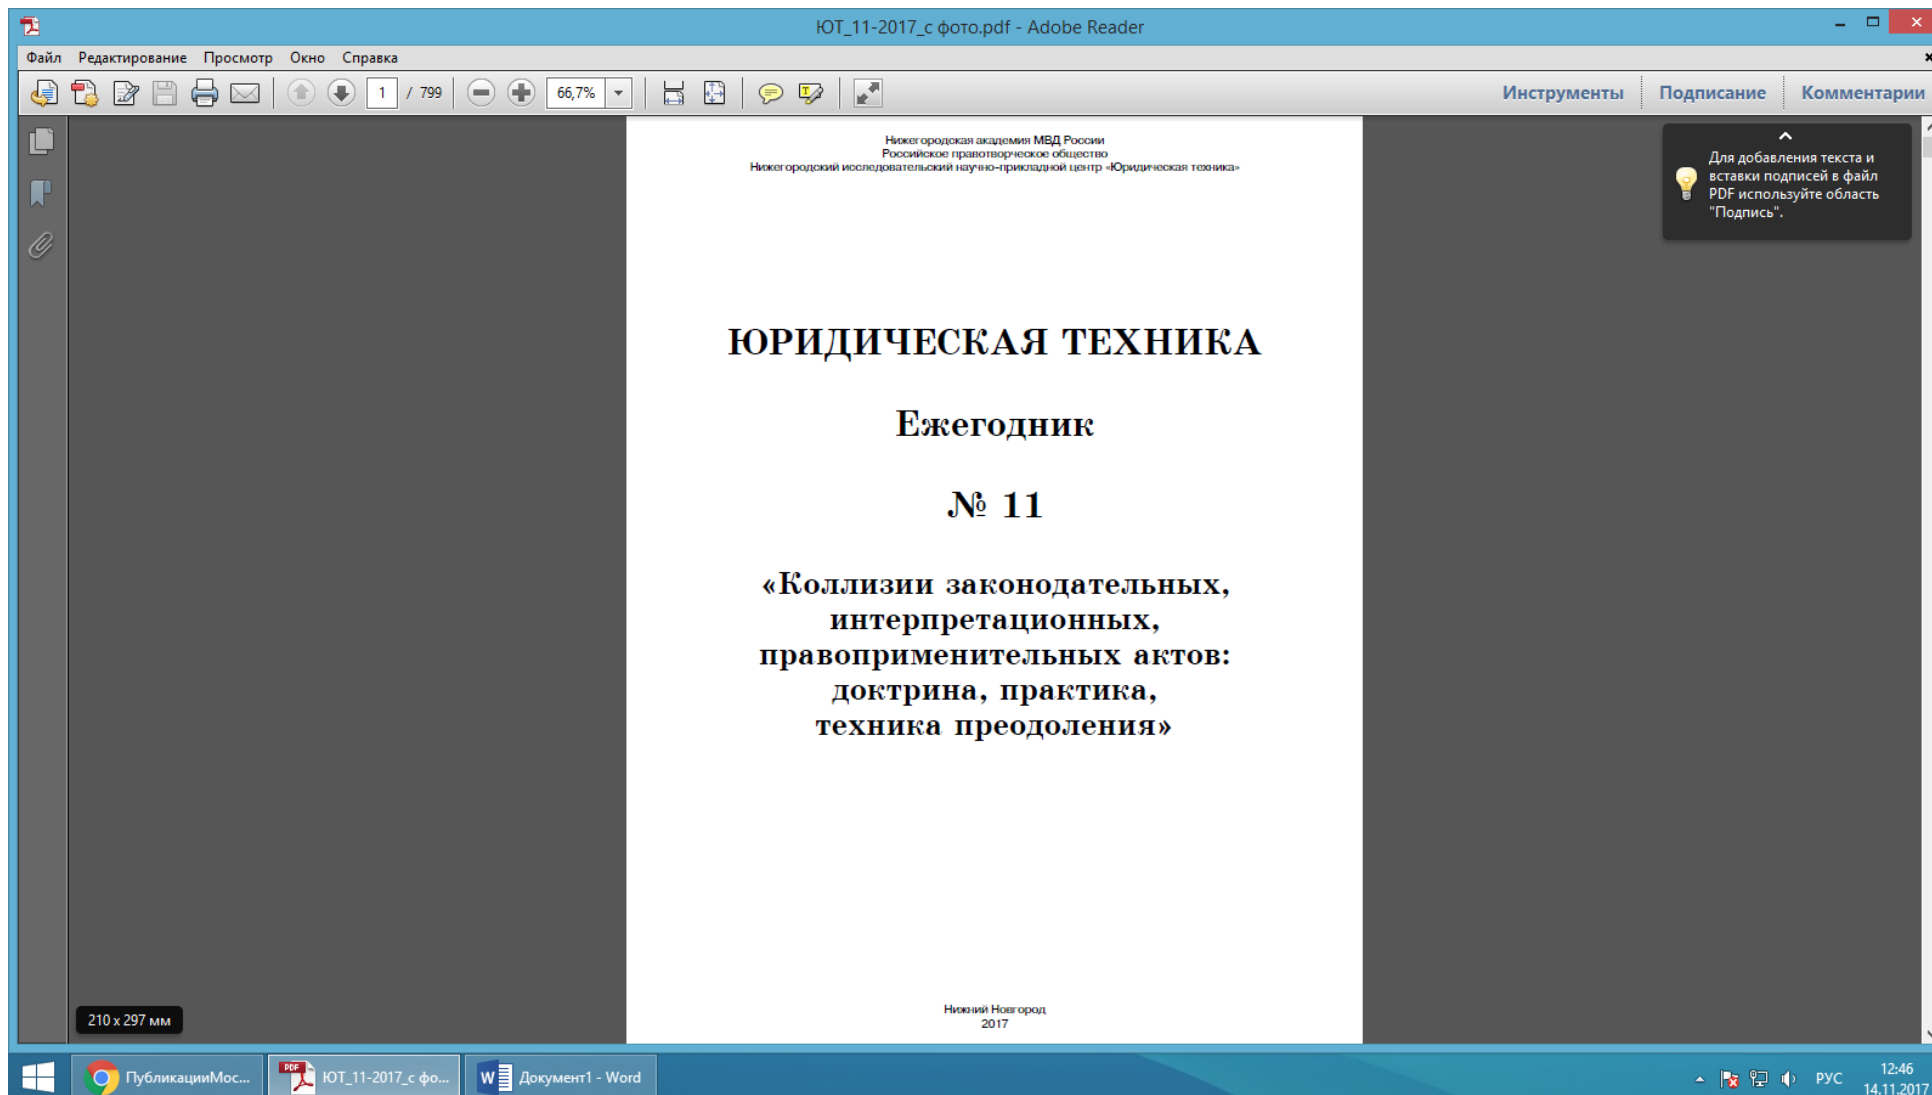 ЮТ_11-2017_с фото.pdf - Adobe Reader
Файл Редактирование Просмотр Окно Справка
1 / 799 66,7% Инструменты Подписание Комментарии
Нижегородская академия МВД России
Российское правотворческое общество
Нижегородский исследовательский научно-прикладной центр «Юридическая техника»
Для добавления текста и
вставки подписей в файл
PDF используйте область
"Подпись".
ЮРИДИЧЕСКАЯ ТЕХНИКА
Ежегодник
№ 11
«Коллизии законодательных,
интерпретационных,
правоприменительных актов:
доктрина, практика,
техника преодоления»
Нижний Новгород
2017
210 x 297 мм
ПубликацииМос... ЮТ_11-2017_с фо... Документ1 - Word
РУС 12:46
14.11.2017